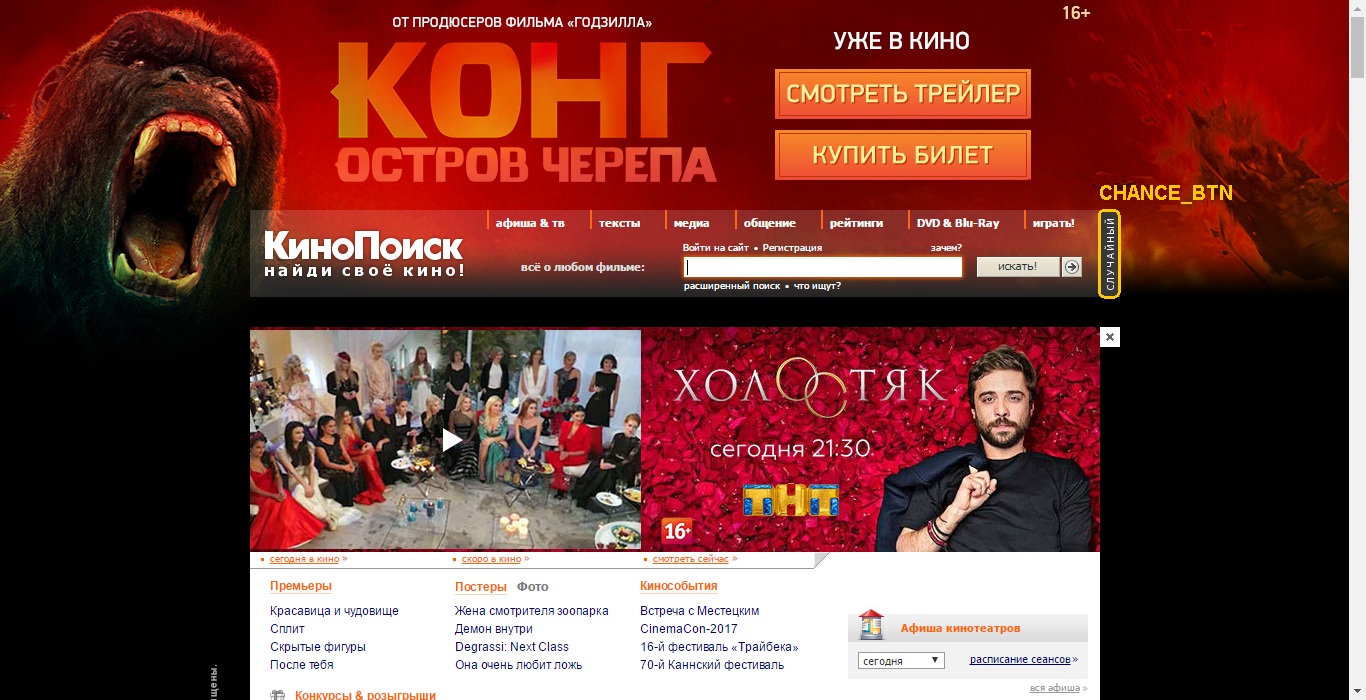 ОТ ПРОДЮСЕРОВ ФИЛЬМА «ГОДЗИЛЛА»
16+
КОНГ
ОСТРОВ ЧЕРЕПА
УЖЕ В КИНО
СМОТРЕТЬ ТРЕЙЛЕР
КУПИТЬ БИЛЕТ
CHANCE_BTN
афиша & тв тексты медиа общение рейтинги DVD & Blu-Ray играть!
КиноПоиск
найди своё кино!
Войти на сайт • Регистрация зачем?
всё о любом фильме: искать!
расширенный поиск • что ищут?
СЛУЧАЙНЫЙ
ХОЛОСТЯК
сегодня 21:30
ТНТ
16+
сегодня в кино » скоро в кино » смотреть сейчас »
Премьеры Постеры Фото Кинособытия
Красавица и чудовище Жена смотрителя зоопарка Встреча с Местецким
Сплит Демон внутри CinemaCon-2017
Скрытые фигуры Degrassi: Next Class 16-й фестиваль «Трайбека»
После тебя Она очень любит ложь 70-й Каннский фестиваль
Афиша кинотеатров
сегодня расписание сеансов »
вся афиша »
Конкурсы & розыгрыши